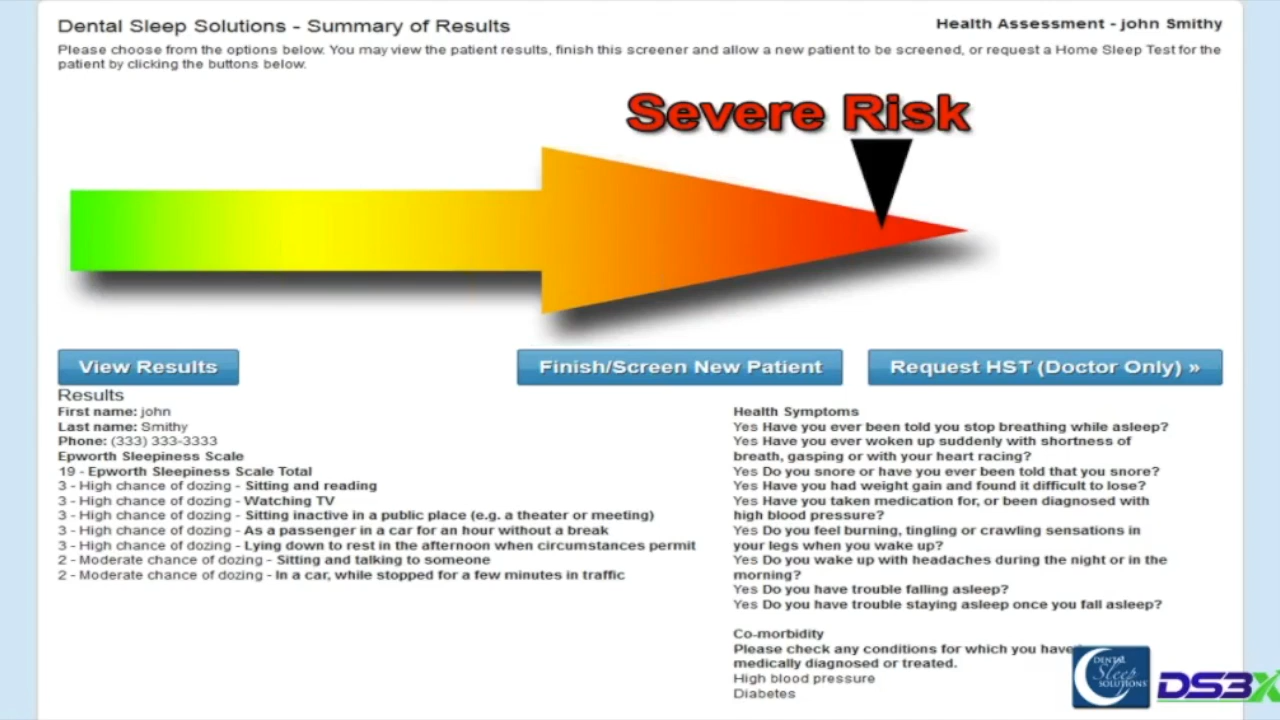 Dental Sleep Solutions - Summary of Results
Health Assessment - john Smithy
Please choose from the options below. You may view the patient results, finish this screener and allow a new patient to be screened, or request a Home Sleep Test for the
patient by clicking the buttons below.
Severe Risk
View Results
Finish/Screen New Patient
Request HST (Doctor Only) »
Results
First name: john
Last name: Smithy
Phone: (333) 333-3333
Epworth Sleepiness Scale
19 - Epworth Sleepiness Scale Total
3 - High chance of dozing - Sitting and reading
3 - High chance of dozing - Watching TV
3 - High chance of dozing - Sitting inactive in a public place (e.g. a theater or meeting)
3 - High chance of dozing - As a passenger in a car for an hour without a break
3 - High chance of dozing - Lying down to rest in the afternoon when circumstances permit
2 - Moderate chance of dozing - Sitting and talking to someone
2 - Moderate chance of dozing - In a car, while stopped for a few minutes in traffic
Health Symptoms
Yes Have you ever been told you stop breathing while asleep?
Yes Have you ever woken up suddenly with shortness of
breath, gasping or with your heart racing?
Yes Do you snore or have you ever been told that you snore?
Yes Have you had weight gain and found it difficult to lose?
Yes Have you taken medication for, or been diagnosed with
high blood pressure?
Yes Do you feel burning, tingling or crawling sensations in
your legs when you wake up?
Yes Do you wake up with headaches during the night or in the
morning?
Yes Do you have trouble falling asleep?
Yes Do you have trouble staying asleep once you fall asleep?
Co-morbidity
Please check any conditions for which you have
medically diagnosed or treated.
High blood pressure
Diabetes
DENTAL
Sleep
SOLUTIONS
DS3X